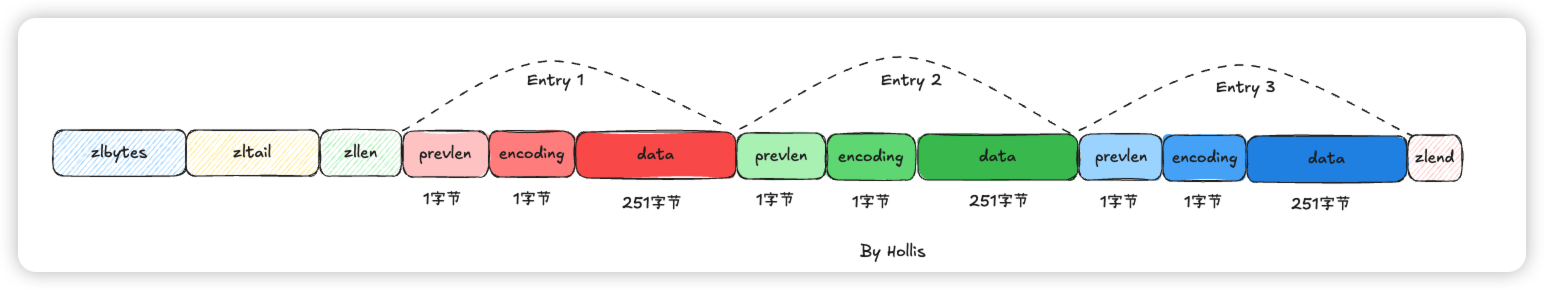 Entry 1 Entry 2 Entry 3
zlbytes zltail zllen prevlen encoding data prevlen encoding data prevlen encoding data zlend
1字节 1字节 251字节 1字节 1字节 251字节 1字节 1字节 251字节
By Hollis